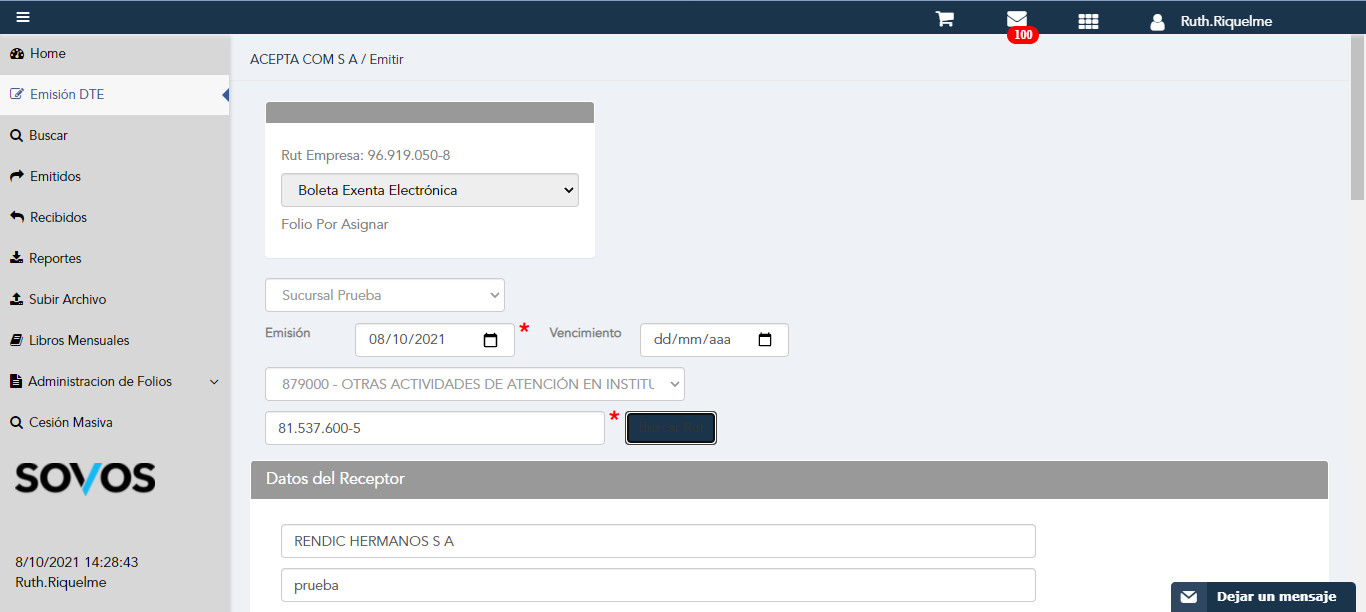 Ruth.Riquelme
100
Home
Emisión DTE
Buscar
Emitidos
Recibidos
Reportes
Subir Archivo
Libros Mensuales
Administracion de Folios
Cesión Masiva
SOVOS
8/10/2021 14:28:43
Ruth.Riquelme
ACEPTA COM S A / Emitir
Rut Empresa: 96.919.050-8
Boleta Exenta Electrónica
Folio Por Asignar
Sucursal Prueba
Emisión 08/10/2021 * Vencimiento dd/mm/aaa
879000 - OTRAS ACTIVIDADES DE ATENCIÓN EN INSTITU
81.537.600-5 *
Datos del Receptor
RENDIC HERMANOS S A
prueba
Dejar un mensaje